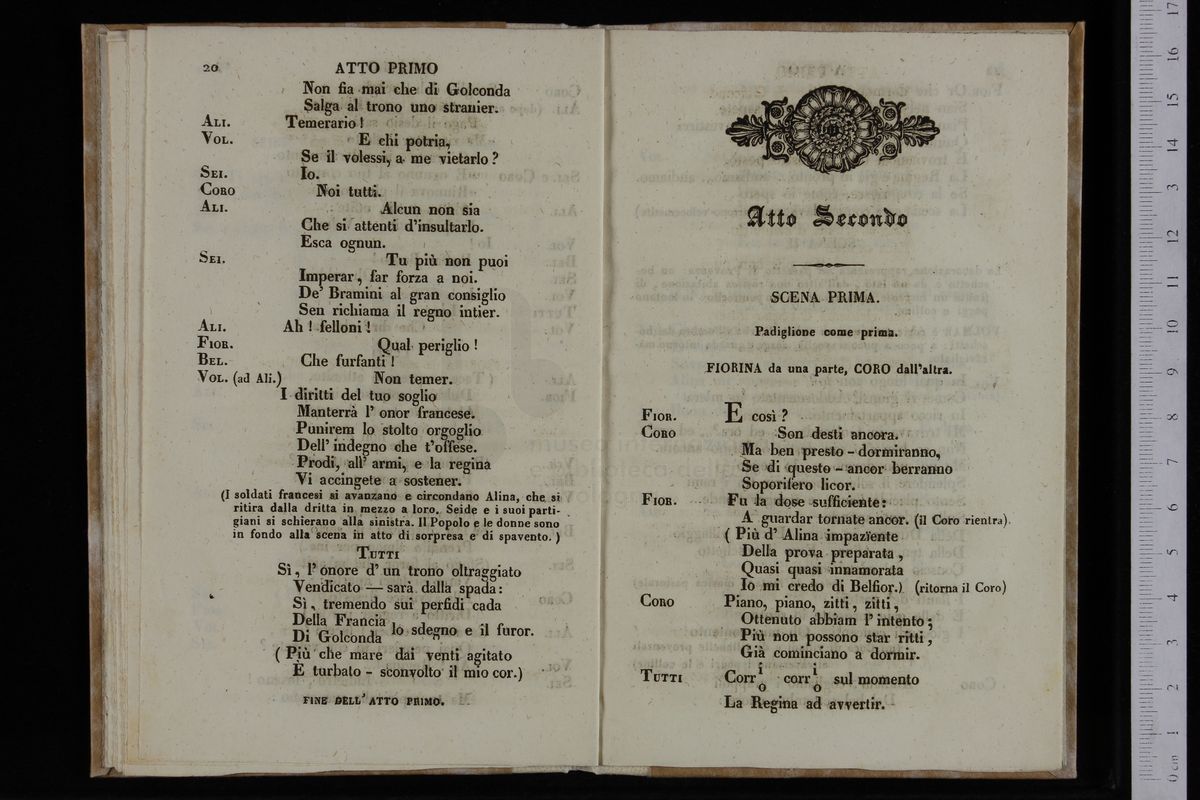 20 ATTO PRIMO
Non fia mai che di Golconda
Salga al trono uno stranier.
ALI. Temerario!
VOL. E chi potria,
Se il volessi, a me vietarlo?
SEI. Io.
CORO Noi tutti.
ALI. Alcun non sia
Che si attenti d'insultarlo.
Esca ognun.
SEI. Tu più non puoi
Imperar, far forza a noi.
De' Bramini al gran consiglio
Sen richiama il regno intier.
ALI. Ah! felloni!
FIOR. Qual periglio!
BEL. Che furfanti!
VOL. (ad Ali.) Non temer.
I diritti del tuo soglio
Manterrà l' onor francese.
Punirem lo stolto orgoglio
Dell' indegno che t'offese.
Prodi, all' armi, e la regina
Vi accingete a sostener.
(I soldati francesi si avanzano e circondano Alina, che si
ritira dalla dritta in mezzo a loro. Seide e i suoi parti-
giani si schierano alla sinistra. Il Popolo e le donne sono
in fondo alla scena in atto di sorpresa e di spavento.)
TUTTI
Sì, l' onore d' un trono oltraggiato
Vendicato — sarà dalla spada:
Sì, tremendo sui perfidi cada
Della Francia
Di Golconda lo sdegno e il furor.
(Più che mare dai venti agitato
È turbato - sconvolto il mio cor.)
FINE DELL' ATTO PRIMO.
Atto Secondo
SCENA PRIMA.
Padiglione come prima.
FIORINA da una parte, CORO dall'altra.
FIOR. E così?
CORO Son desti ancora.
Ma ben presto - dormiranno,
Se di questo - ancor berranno
Soporifero licor.
FIOR. Fu la dose sufficiente:
A guardar tornate ancor. (il Coro rientra).
(Più d' Alina impazïente
Della prova preparata,
Quasi quasi innamorata
Io mi credo di Belfior.) (ritorna il Coro)
CORO Piano, piano, zitti, zitti,
Ottenuto abbiam l' intento;
Più non possono star ritti,
Già cominciano a dormir.
TUTTI Corr i/o corr i/o sul momento
La Regina ad avvertir.